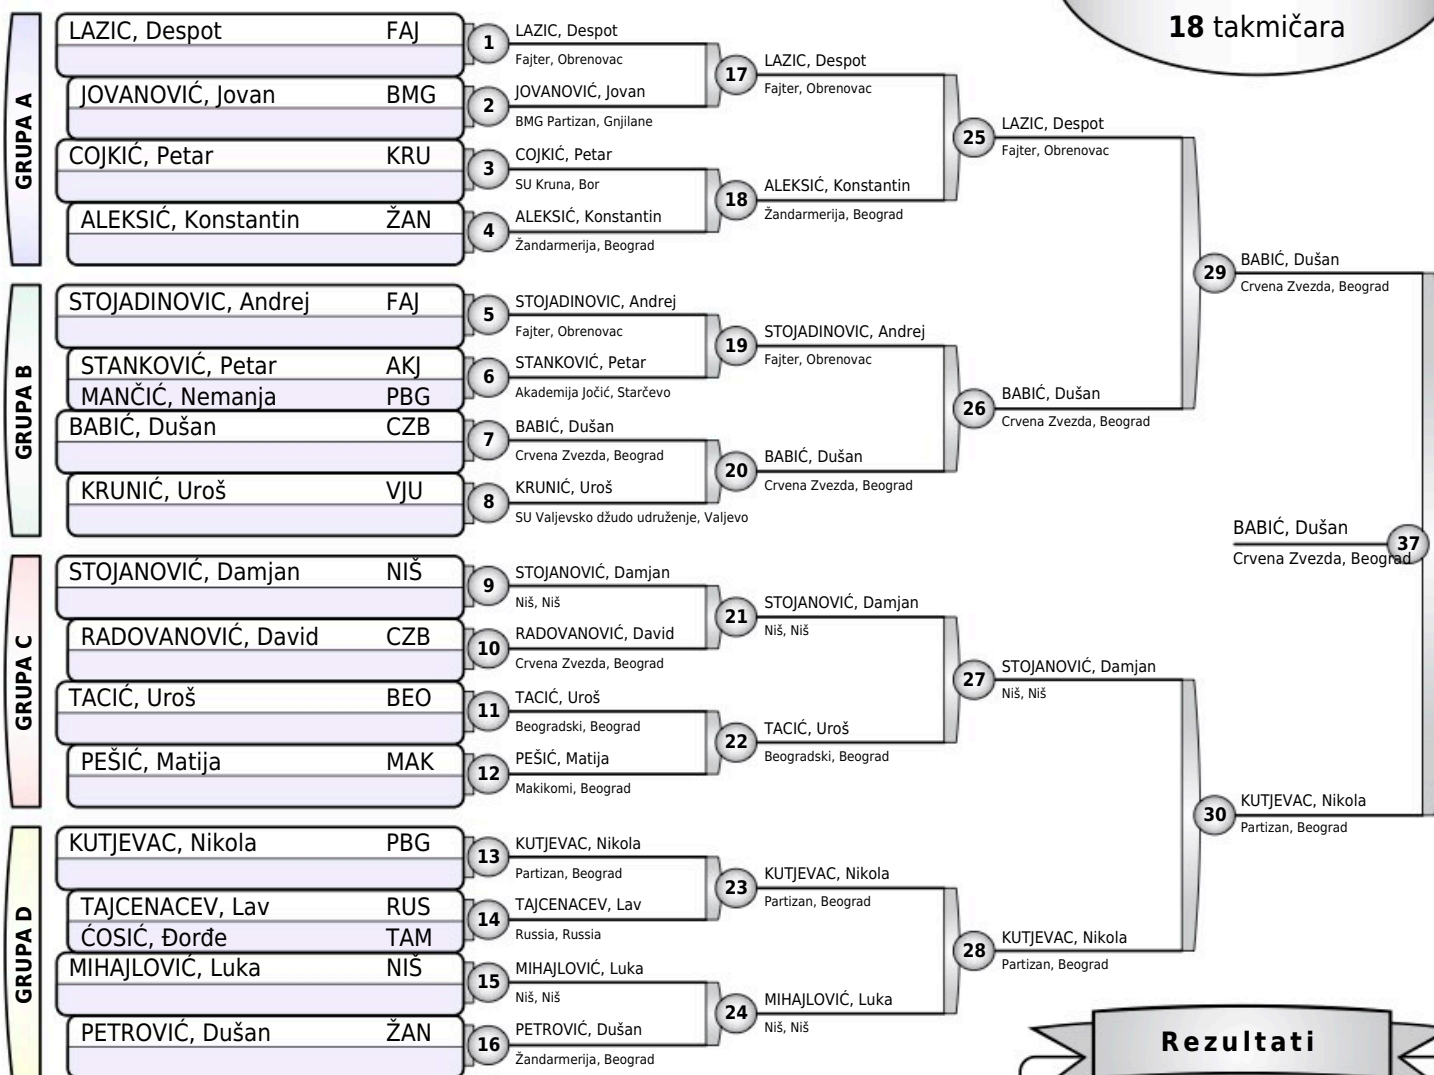 18 takmičara
GRUPA A
LAZIC, Despot FAJ
JOVANOVIĆ, Jovan BMG
COJKIĆ, Petar KRU
ALEKSIĆ, Konstantin ŽAN
GRUPA B
STOJADINOVIC, Andrej FAJ
STANKOVIĆ, Petar AKJ
MANČIĆ, Nemanja PBG
BABIĆ, Dušan CZB
KRUNIĆ, Uroš VJU
GRUPA C
STOJANOVIĆ, Damjan NIŠ
RADOVANOVIĆ, David CZB
TACIĆ, Uroš BEO
PEŠIĆ, Matija MAK
GRUPA D
KUTJEVAC, Nikola PBG
TAJCENACEV, Lav RUS
ĆOSIĆ, Đorđe TAM
MIHAJLOVIĆ, Luka NIŠ
PETROVIĆ, Dušan ŽAN
1 LAZIC, Despot
Fajter, Obrenovac
2 JOVANOVIĆ, Jovan
BMG Partizan, Gnjilane
3 COJKIĆ, Petar
SU Kruna, Bor
4 ALEKSIĆ, Konstantin
Žandarmerija, Beograd
5 STOJADINOVIC, Andrej
Fajter, Obrenovac
6 STANKOVIĆ, Petar
Akademija Jočić, Starčevo
7 BABIĆ, Dušan
Crvena Zvezda, Beograd
8 KRUNIĆ, Uroš
SU Valjevsko džudo udruženje, Valjevo
9 STOJANOVIĆ, Damjan
Niš, Niš
10 RADOVANOVIĆ, David
Crvena Zvezda, Beograd
11 TACIĆ, Uroš
Beogradski, Beograd
12 PEŠIĆ, Matija
Makikomi, Beograd
13 KUTJEVAC, Nikola
Partizan, Beograd
14 TAJCENACEV, Lav
Russia, Russia
15 MIHAJLOVIĆ, Luka
Niš, Niš
16 PETROVIĆ, Dušan
Žandarmerija, Beograd
17 LAZIC, Despot
Fajter, Obrenovac
18 ALEKSIĆ, Konstantin
Žandarmerija, Beograd
19 STOJADINOVIC, Andrej
Fajter, Obrenovac
20 BABIĆ, Dušan
Crvena Zvezda, Beograd
21 STOJANOVIĆ, Damjan
Niš, Niš
22 TACIĆ, Uroš
Beogradski, Beograd
23 KUTJEVAC, Nikola
Partizan, Beograd
24 MIHAJLOVIĆ, Luka
Niš, Niš
25 LAZIC, Despot
Fajter, Obrenovac
26 BABIĆ, Dušan
Crvena Zvezda, Beograd
27 STOJANOVIĆ, Damjan
Niš, Niš
28 KUTJEVAC, Nikola
Partizan, Beograd
29 BABIĆ, Dušan
Crvena Zvezda, Beograd
30 KUTJEVAC, Nikola
Partizan, Beograd
BABIĆ, Dušan 37
Crvena Zvezda, Beograd
Rezultati